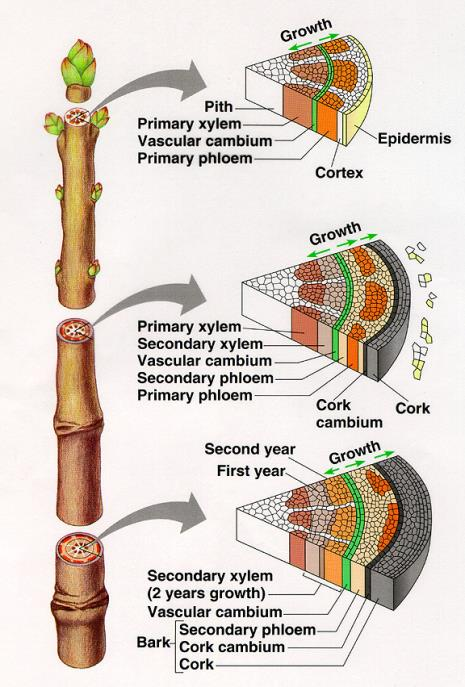 Growth
Pith
Primary xylem
Vascular cambium
Primary phloem
Epidermis
Cortex
Growth
Primary xylem
Secondary xylem
Vascular cambium
Secondary phloem
Primary phloem
Cork
cambium
Cork
Second year
Growth
First year
Secondary xylem
(2 years growth)
Vascular cambium
Secondary phloem
Bark
Cork cambium
Cork